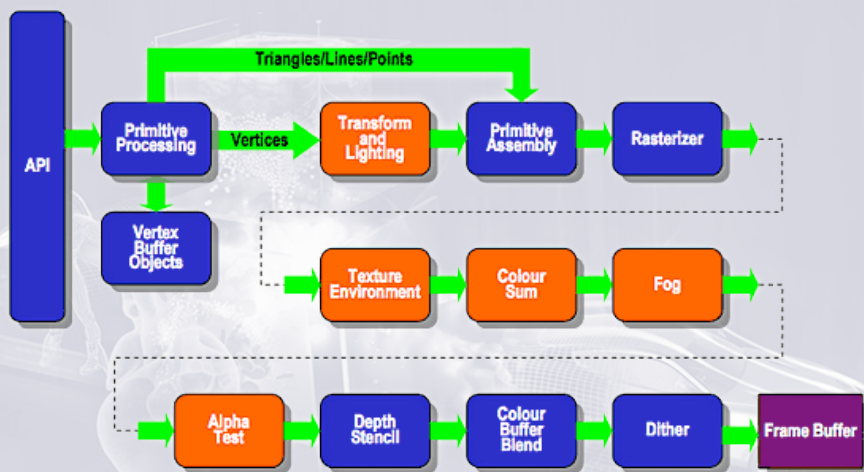 Triangles/Lines/Points
API
Primitive
Processing
Vertices
Transform
and
Lighting
Primitive
Assembly
Rasterizer
Vertex
Buffer
Objects
Texture
Environment
Colour
Sum
Fog
Alpha
Test
Depth
Stencil
Colour
Buffer
Blend
Dither
Frame Buffer